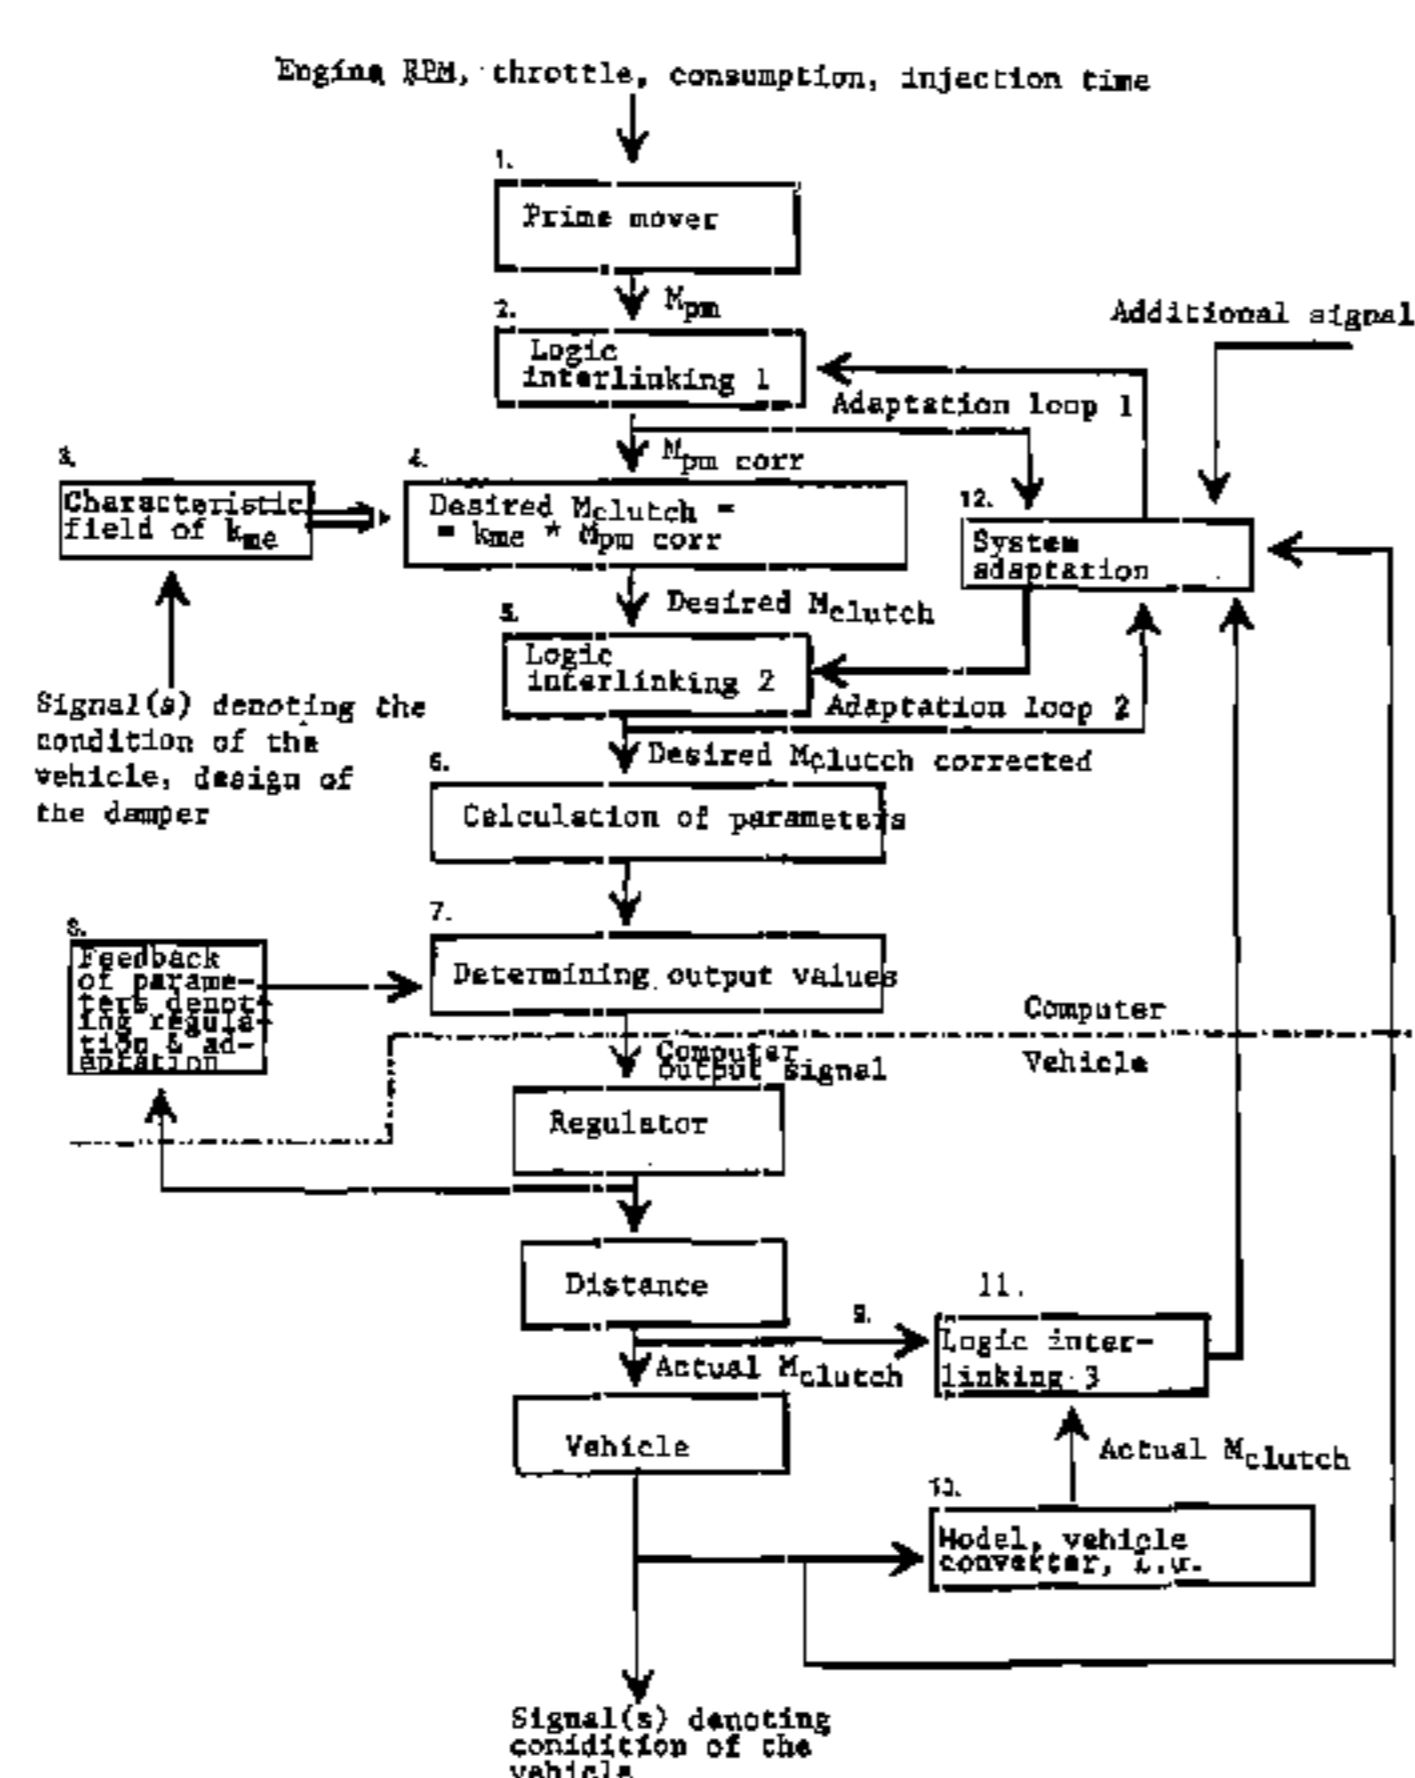 Engine RPM, throttle, consumption, injection time
1.
Prime mover
Mpm
2.
Logic
interlinking 1
Additional signal
Adaptation loop 1
Mpm corr
3.
Characteristic
field of kme
4.
Desired Mclutch =
= kme * Mpm corr
12.
System
adaptation
Desired Mclutch
5.
Logic
interlinking 2
Adaptation loop 2
Signal(s) denoting the
condition of the
vehicle, design of
the damper
Desired Mclutch corrected
6.
Calculation of parameters
7.
Determining output values
8.
Feedback
of parame-
ters denot-
ing regula-
tion & ad-
aptation
Computer
Vehicle
Computer
output signal
Regulator
Distance
9.
11.
Logic inter-
linking 3
Actual Mclutch
Vehicle
Actual Mclutch
10.
Model, vehicle
converter,
Signal(s) denoting
conidition of the
vehicle